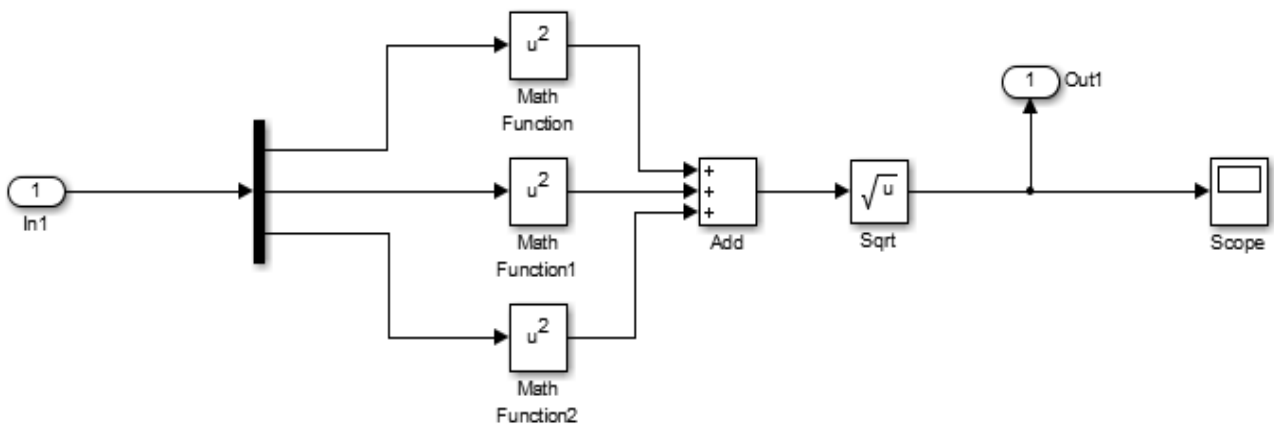 u²
Math
Function
1
Out1
1
In1
u²
Math
Function1
+
+
+
Add
√u
Sqrt
Scope
u²
Math
Function2